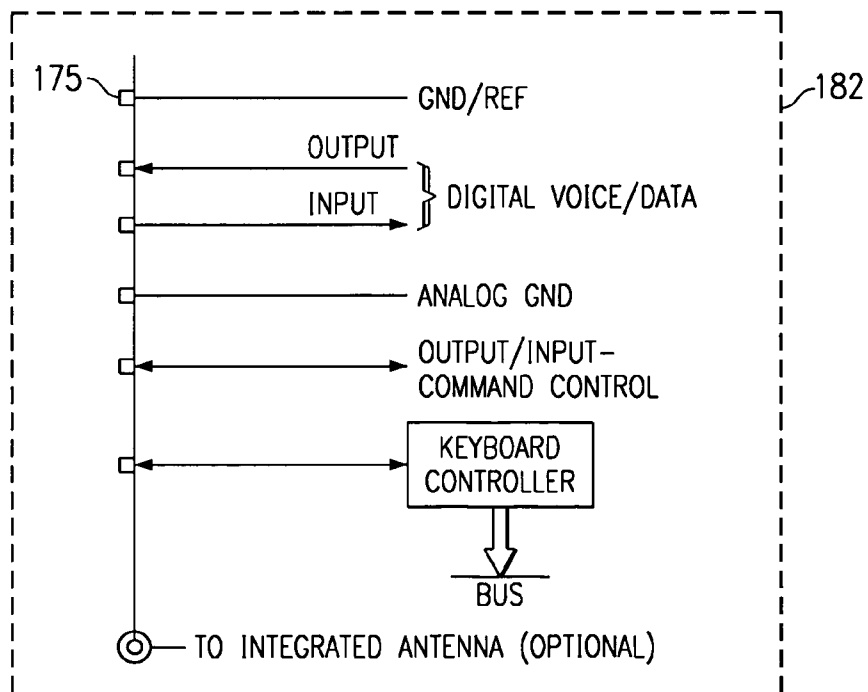 175
GND/REF
182
OUTPUT
INPUT
DIGITAL VOICE/DATA
ANALOG GND
OUTPUT/INPUT-
COMMAND CONTROL
KEYBOARD
CONTROLLER
BUS
TO INTEGRATED ANTENNA (OPTIONAL)